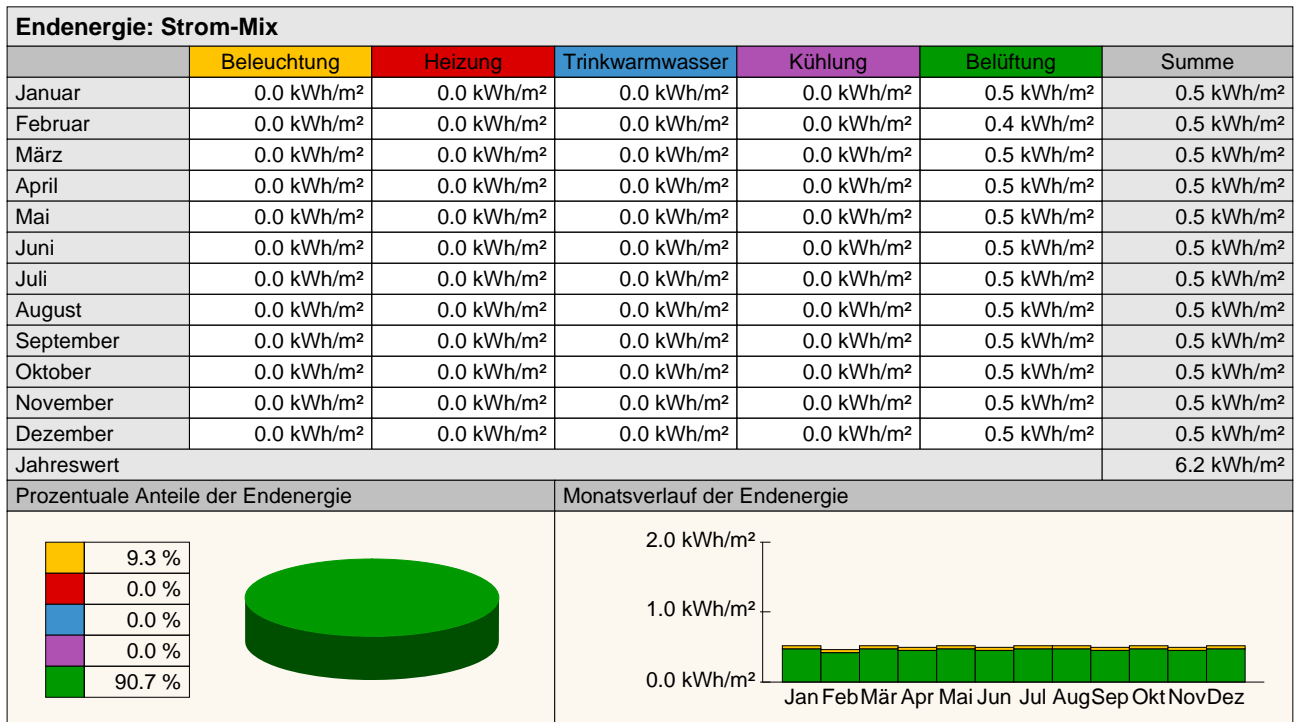 Endenergie: Strom-Mix
Beleuchtung Heizung Trinkwarmwasser Kühlung Belüftung Summe
Januar 0.0 kWh/m² 0.0 kWh/m² 0.0 kWh/m² 0.0 kWh/m² 0.5 kWh/m² 0.5 kWh/m²
Februar 0.0 kWh/m² 0.0 kWh/m² 0.0 kWh/m² 0.0 kWh/m² 0.4 kWh/m² 0.5 kWh/m²
März 0.0 kWh/m² 0.0 kWh/m² 0.0 kWh/m² 0.0 kWh/m² 0.5 kWh/m² 0.5 kWh/m²
April 0.0 kWh/m² 0.0 kWh/m² 0.0 kWh/m² 0.0 kWh/m² 0.5 kWh/m² 0.5 kWh/m²
Mai 0.0 kWh/m² 0.0 kWh/m² 0.0 kWh/m² 0.0 kWh/m² 0.5 kWh/m² 0.5 kWh/m²
Juni 0.0 kWh/m² 0.0 kWh/m² 0.0 kWh/m² 0.0 kWh/m² 0.5 kWh/m² 0.5 kWh/m²
Juli 0.0 kWh/m² 0.0 kWh/m² 0.0 kWh/m² 0.0 kWh/m² 0.5 kWh/m² 0.5 kWh/m²
August 0.0 kWh/m² 0.0 kWh/m² 0.0 kWh/m² 0.0 kWh/m² 0.5 kWh/m² 0.5 kWh/m²
September 0.0 kWh/m² 0.0 kWh/m² 0.0 kWh/m² 0.0 kWh/m² 0.5 kWh/m² 0.5 kWh/m²
Oktober 0.0 kWh/m² 0.0 kWh/m² 0.0 kWh/m² 0.0 kWh/m² 0.5 kWh/m² 0.5 kWh/m²
November 0.0 kWh/m² 0.0 kWh/m² 0.0 kWh/m² 0.0 kWh/m² 0.5 kWh/m² 0.5 kWh/m²
Dezember 0.0 kWh/m² 0.0 kWh/m² 0.0 kWh/m² 0.0 kWh/m² 0.5 kWh/m² 0.5 kWh/m²
Jahreswert 6.2 kWh/m²
Prozentuale Anteile der Endenergie
9.3 %
0.0 %
0.0 %
0.0 %
90.7 %
Monatsverlauf der Endenergie
2.0 kWh/m²
1.0 kWh/m²
0.0 kWh/m²
Jan Feb Mär Apr Mai Jun Jul Aug Sep Okt Nov Dez